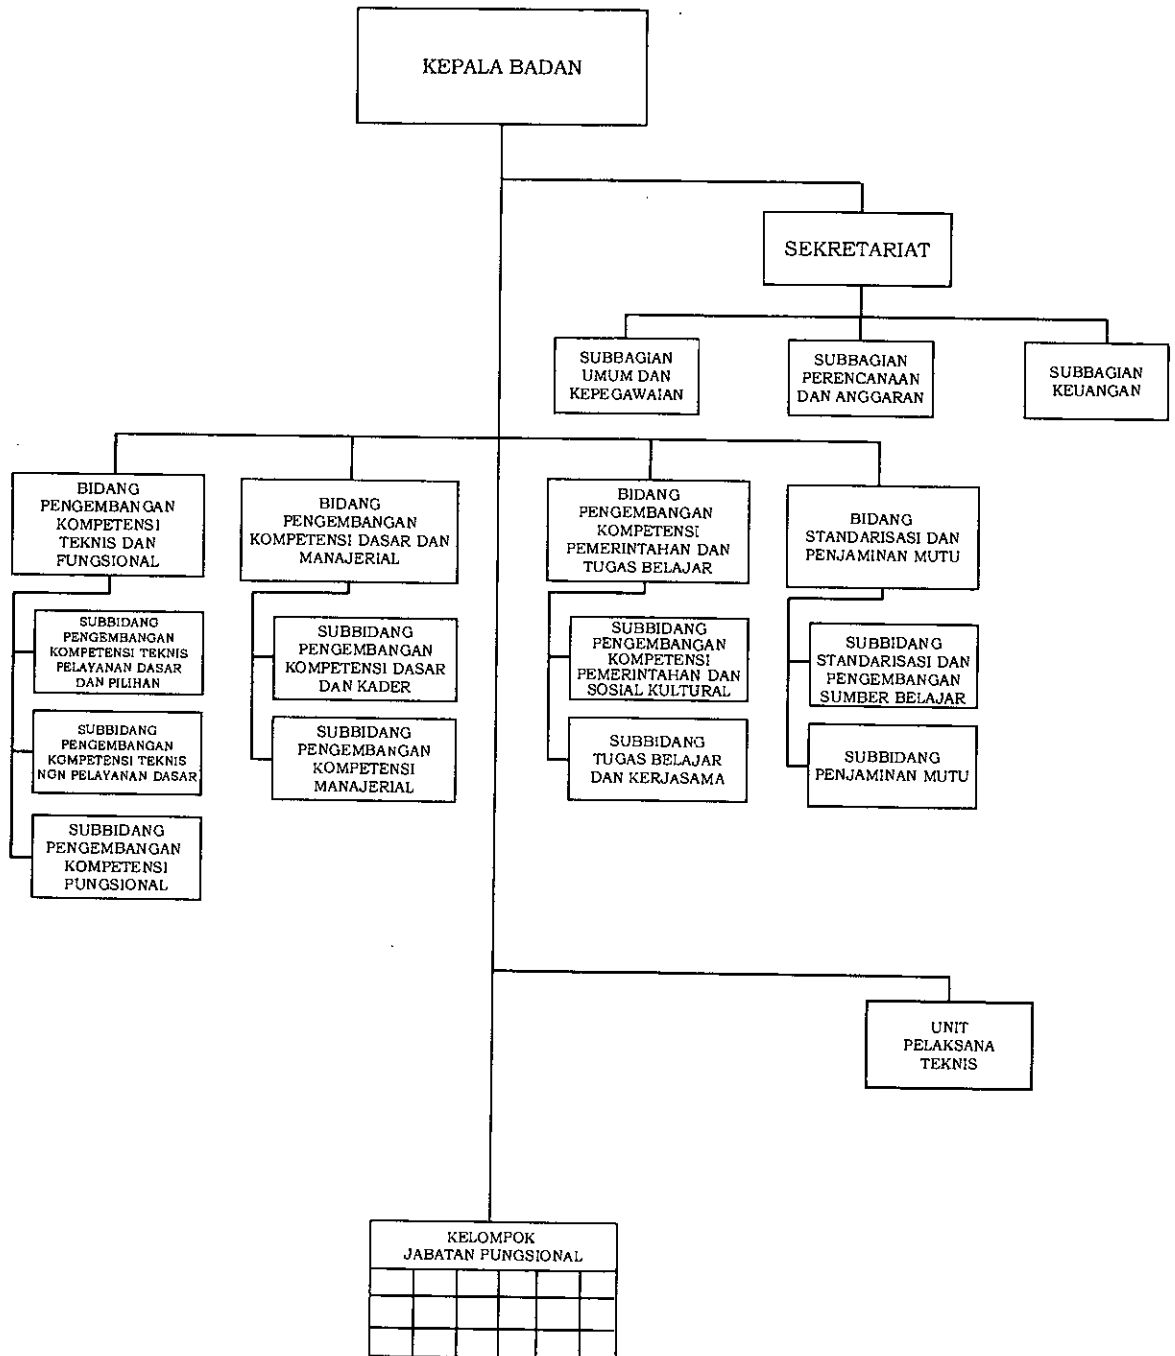 KEPALA BADAN
SEKRETARIAT
SUBBAGIAN
UMUM DAN
KEPEGAWAIAN
SUBBAGIAN
PERENCANAAN
DAN ANGGARAN
SUBBAGIAN
KEUANGAN
BIDANG
PENGEMBANGAN
KOMPETENSI
TEKNIS DAN
FUNGSIONAL
BIDANG
PENGEMBANGAN
KOMPETENSI DASAR DAN
MANAJERIAL
BIDANG
PENGEMBANGAN
KOMPETENSI
PEMERINTAHAN DAN
TUGAS BELAJAR
BIDANG
STANDARISASI DAN
PENJAMINAN MUTU
SUBBIDANG
PENGEMBANGAN
KOMPETENSI TEKNIS
PELAYANAN DASAR
DAN PILIHAN
SUBBIDANG
PENGEMBANGAN
KOMPETENSI DASAR
DAN KADER
SUBBIDANG
PENGEMBANGAN
KOMPETENSI
PEMERINTAHAN DAN
SOSIAL KULTURAL
SUBBIDANG
STANDARISASI DAN
PENGEMBANGAN
SUMBER BELAJAR
SUBBIDANG
PENGEMBANGAN
KOMPETENSI TEKNIS
NON PELAYANAN DASAR
SUBBIDANG
PENGEMBANGAN
KOMPETENSI
MANAJERIAL
SUBBIDANG
TUGAS BELAJAR
DAN KERJASAMA
SUBBIDANG
PENJAMINAN MUTU
SUBBIDANG
PENGEMBANGAN
KOMPETENSI
PUNGSIONAL
UNIT
PELAKSANA
TEKNIS
KELOMPOK
JABATAN PUNGSIONAL